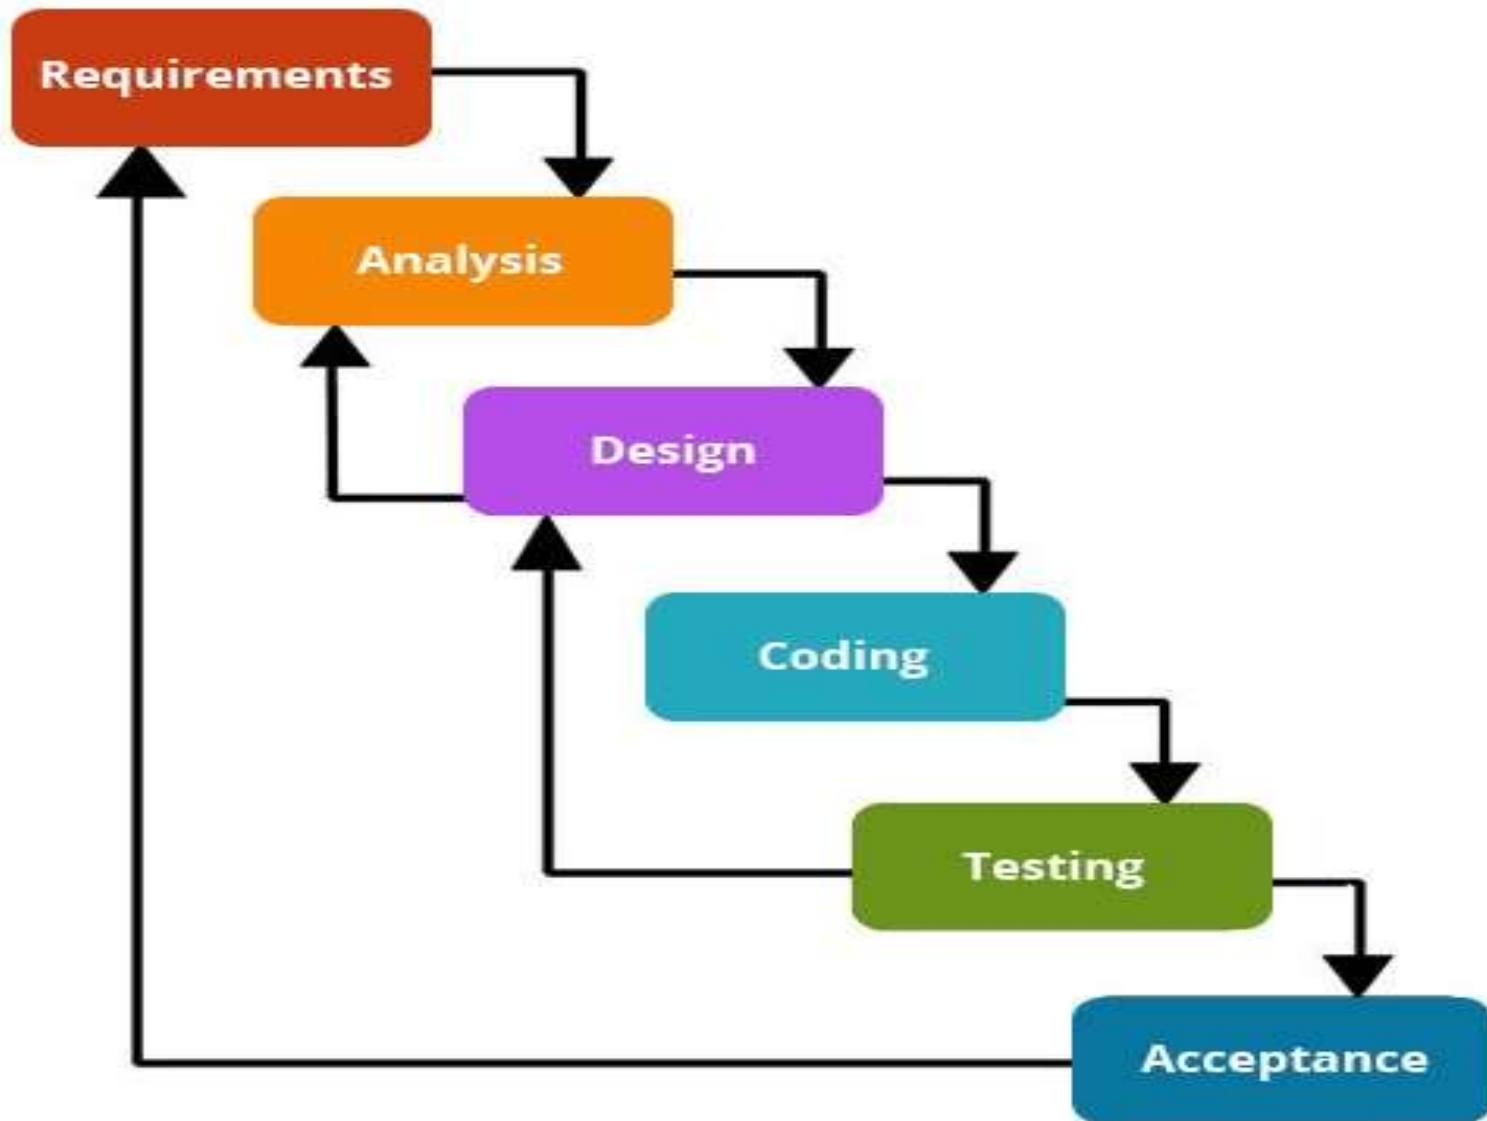 Requirements
Analysis
Design
Coding
Testing
Acceptance